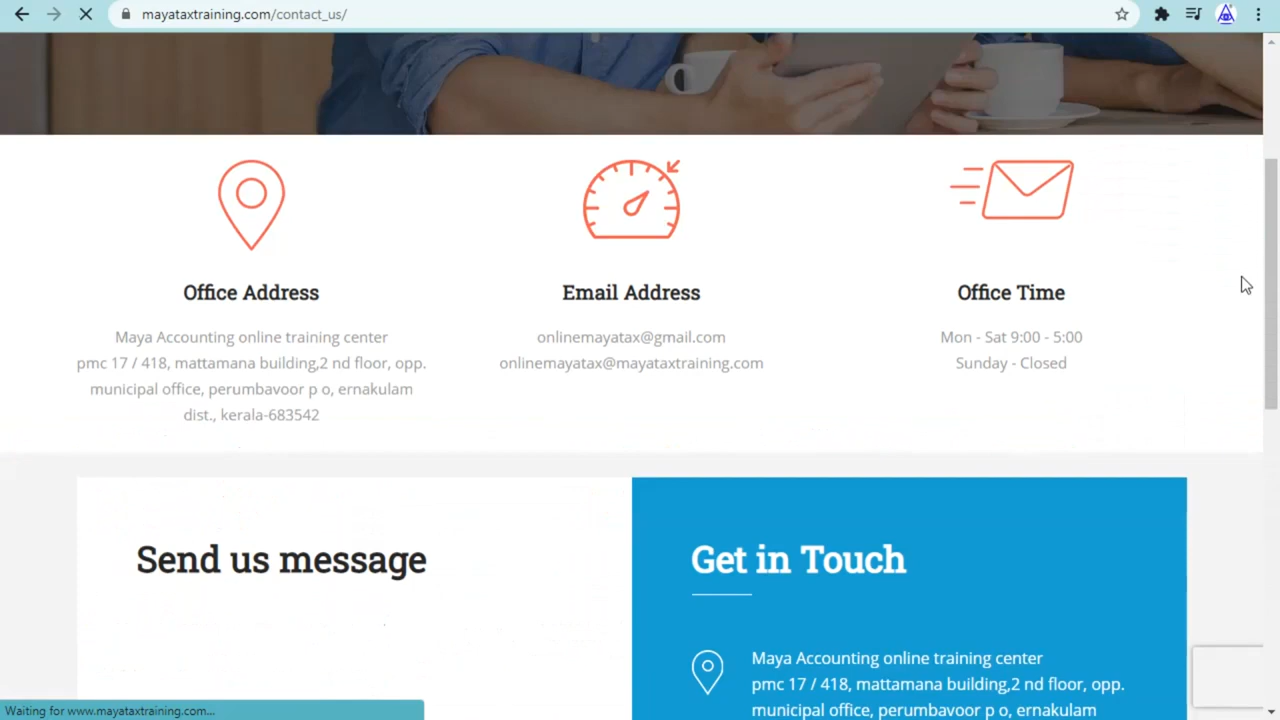 mayataxtraining.com/contact_us/
Office Address
Maya Accounting online training center
pmc 17 / 418, mattamana building,2 nd floor, opp.
municipal office, perumbavoor p o, ernakulam
dist., kerala-683542
Email Address
onlinemayatax@gmail.com
onlinemayatax@mayataxtraining.com
Office Time
Mon - Sat 9:00 - 5:00
Sunday - Closed
Send us message
Get in Touch
Maya Accounting online training center
pmc 17 / 418, mattamana building,2 nd floor, opp.
municipal office, perumbavoor p o, ernakulam
Waiting for www.mayataxtraining.com...